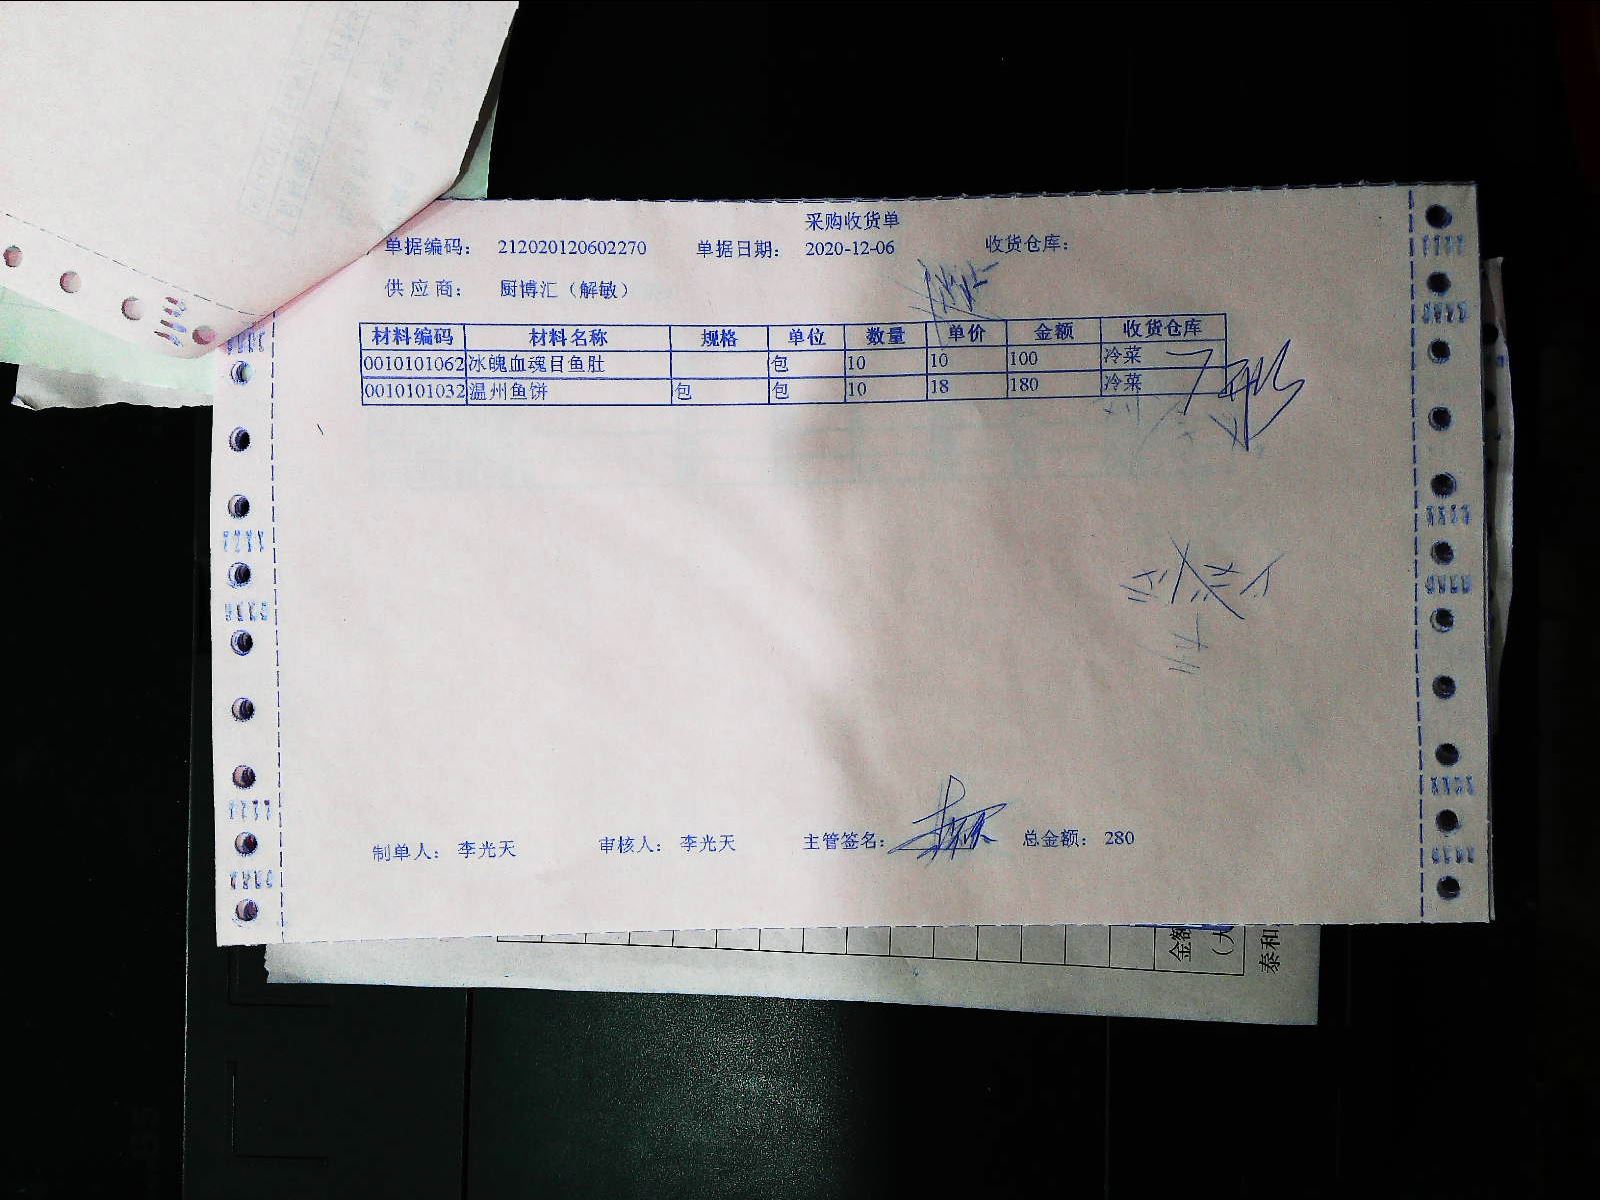 采购收货单
单据编码： 212020120602270 单据日期： 2020-12-06 收货仓库：
供 应 商： 厨博汇（解敏）
材料编码 材料名称 规格 单位 数量 单价 金额 收货仓库
0010101062 冰魄血魂目鱼肚 包 10 10 100 冷菜
0010101032 温州鱼饼 包 包 10 18 180 冷菜
制单人： 李光天 审核人： 李光天 主管签名： 总金额： 280
金额
（大
泰和